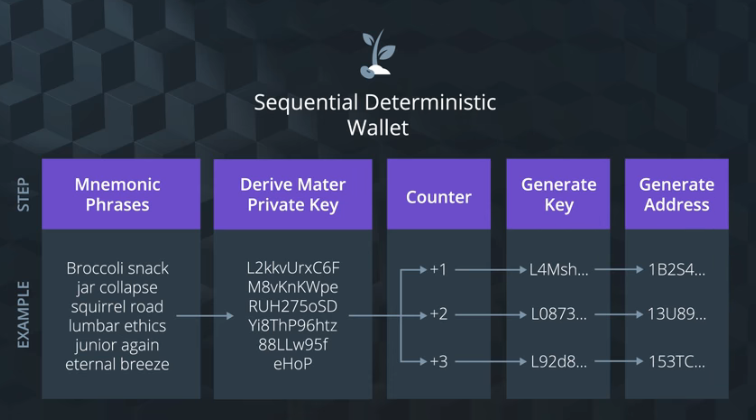 Sequential Deterministic
Wallet
STEP
Mnemonic
Phrases
Derive Mater
Private Key
Counter
Generate
Key
Generate
Address
EXAMPLE
Broccoli snack
jar collapse
squirrel road
lumbar ethics
junior again
eternal breeze
L2kkvUrxC6F
M8vKnKWpe
RUH275oSD
Yi8ThP96htz
88LLw95f
eHoP
+1
L4Msh...
1B2S4...
+2
L0873...
13U89...
+3
L92d8...
153TC...